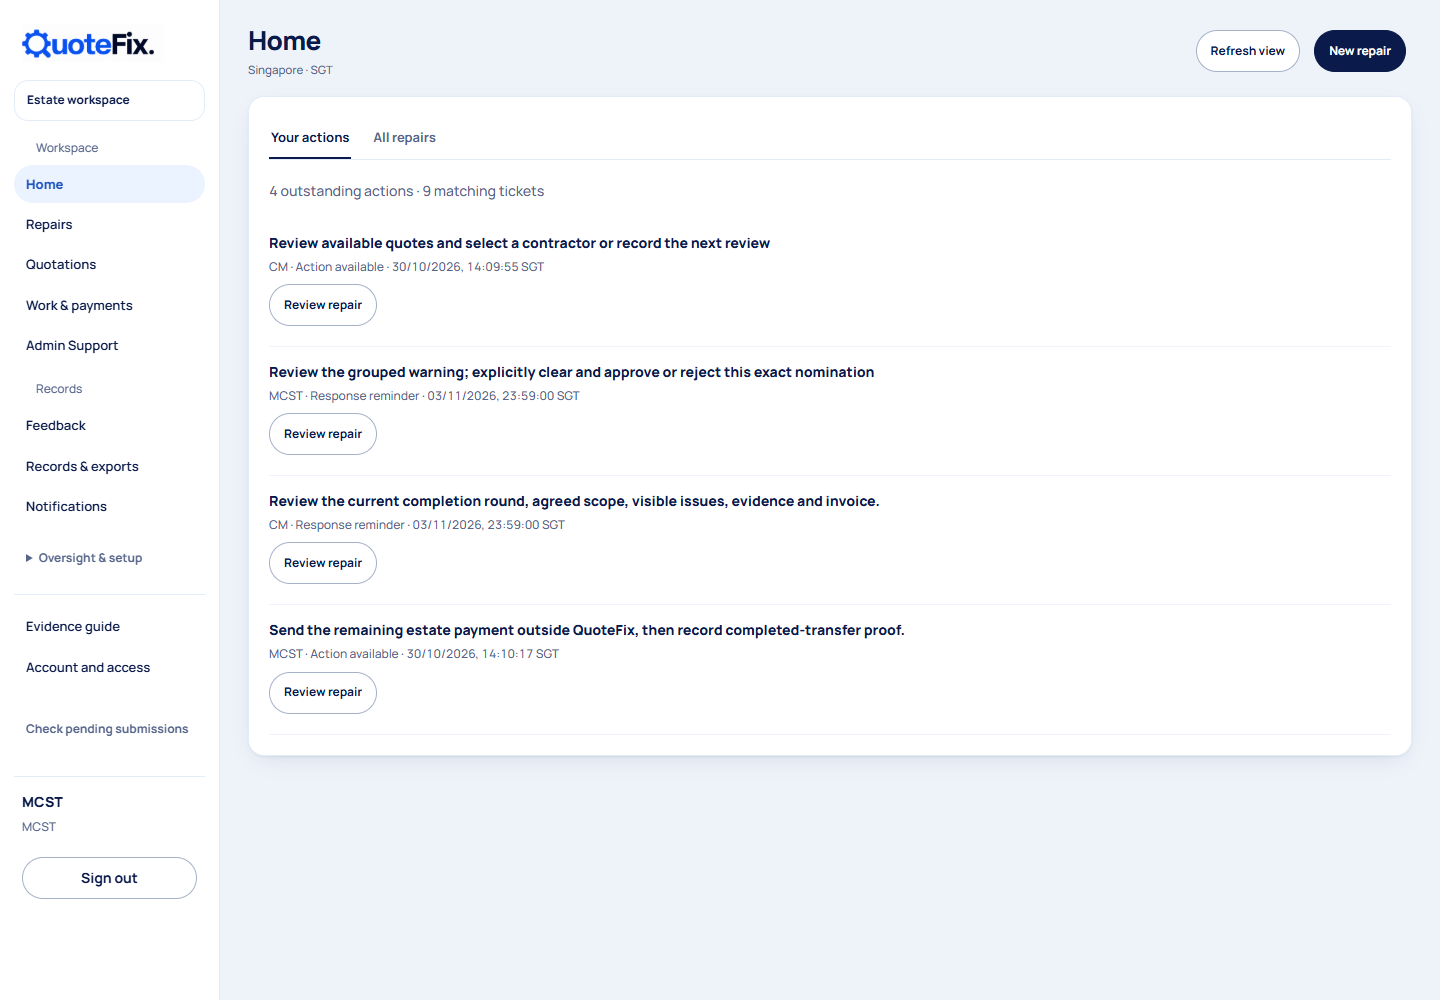 QuoteFix.
Estate workspace
Workspace
Home
Repairs
Quotations
Work & payments
Admin Support
Records
Feedback
Records & exports
Notifications
Oversight & setup
Evidence guide
Account and access
Check pending submissions
MCST
MCST
Sign out
Home
Singapore · SGT
Refresh view
New repair
Your actions
All repairs
4 outstanding actions · 9 matching tickets
Review available quotes and select a contractor or record the next review
CM · Action available · 30/10/2026, 14:09:55 SGT
Review repair
Review the grouped warning; explicitly clear and approve or reject this exact nomination
MCST · Response reminder · 03/11/2026, 23:59:00 SGT
Review repair
Review the current completion round, agreed scope, visible issues, evidence and invoice.
CM · Response reminder · 03/11/2026, 23:59:00 SGT
Review repair
Send the remaining estate payment outside QuoteFix, then record completed-transfer proof.
MCST · Action available · 30/10/2026, 14:10:17 SGT
Review repair